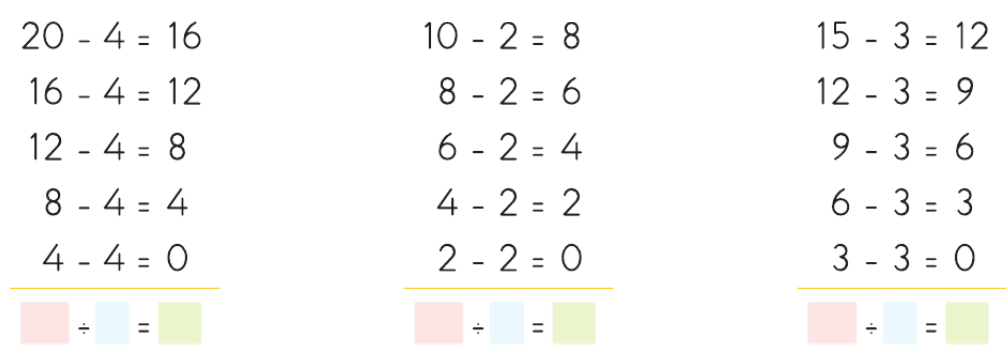 20 - 4 = 16
16 - 4 = 12
12 - 4 = 8
8 - 4 = 4
4 - 4 = 0
÷ =
10 - 2 = 8
8 - 2 = 6
6 - 2 = 4
4 - 2 = 2
2 - 2 = 0
÷ =
15 - 3 = 12
12 - 3 = 9
9 - 3 = 6
6 - 3 = 3
3 - 3 = 0
÷ =